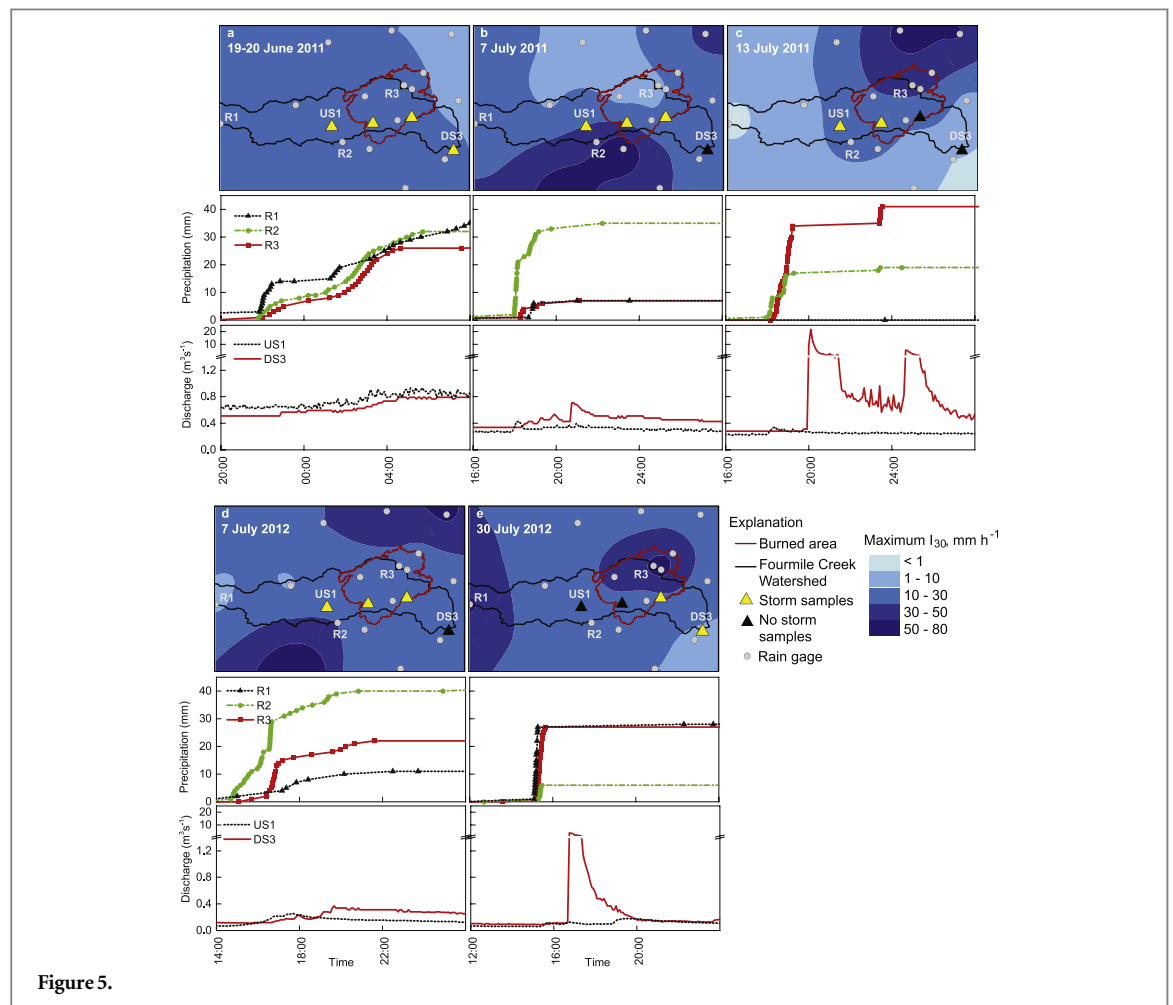 a
19-20 June 2011
R1
US1
R2
R3
DS3
b
7 July 2011
R1
US1
R2
R3
DS3
c
13 July 2011
US1
R2
R3
DS3
Precipitation (mm)
40
30
20
10
0
R1
R2
R3
Discharge (m³s⁻¹)
20
10
1.2
0.8
0.4
0.0
US1
DS3
20:00
00:00
04:00
16:00
20:00
24:00
16:00
20:00
24:00
d
7 July 2012
R1
US1
R2
R3
DS3
e
30 July 2012
R1
US1
R2
R3
DS3
Explanation
Burned area
Fourmile Creek
Watershed
Storm samples
No storm
samples
Rain gage
Maximum I30, mm h⁻¹
< 1
1 - 10
10 - 30
30 - 50
50 - 80
Precipitation (mm)
40
30
20
10
0
R1
R2
R3
Discharge (m³s⁻¹)
20
10
1.2
0.8
0.4
0.0
US1
DS3
14:00
18:00
22:00
Time
12:00
16:00
20:00
Time
Figure 5.